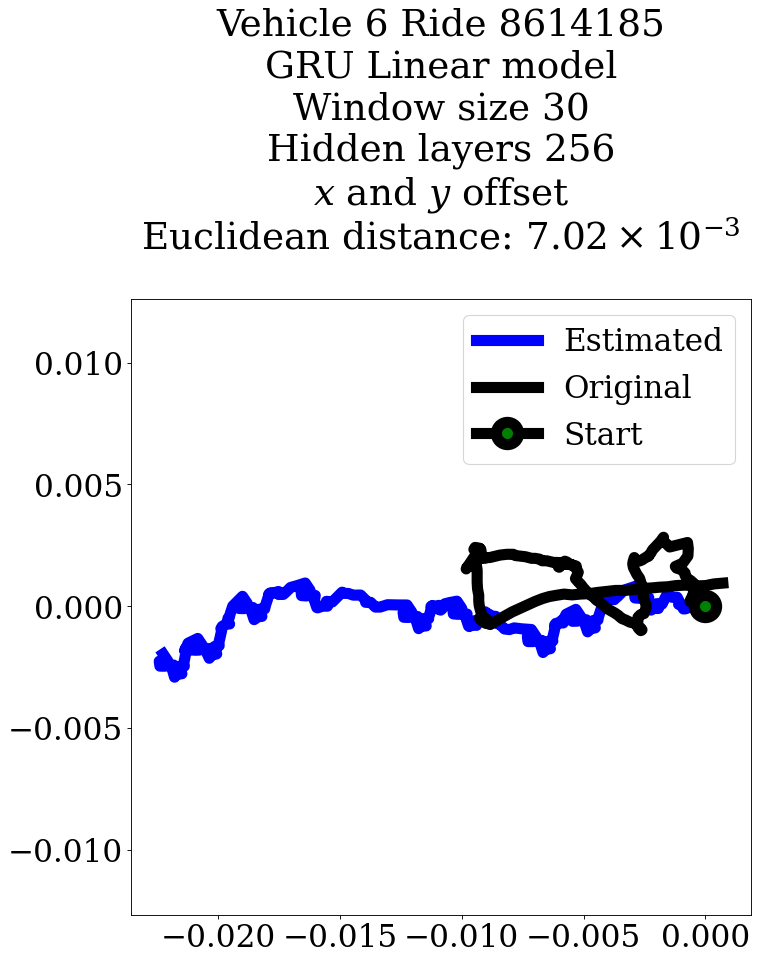 Vehicle 6 Ride 8614185
GRU Linear model
Window size 30
Hidden layers 256
x and y offset
Euclidean distance: 7.02 × 10⁻³
Estimated
Original
Start
0.010
0.005
0.000
−0.005
−0.010
−0.020 −0.015 −0.010 −0.005 0.000